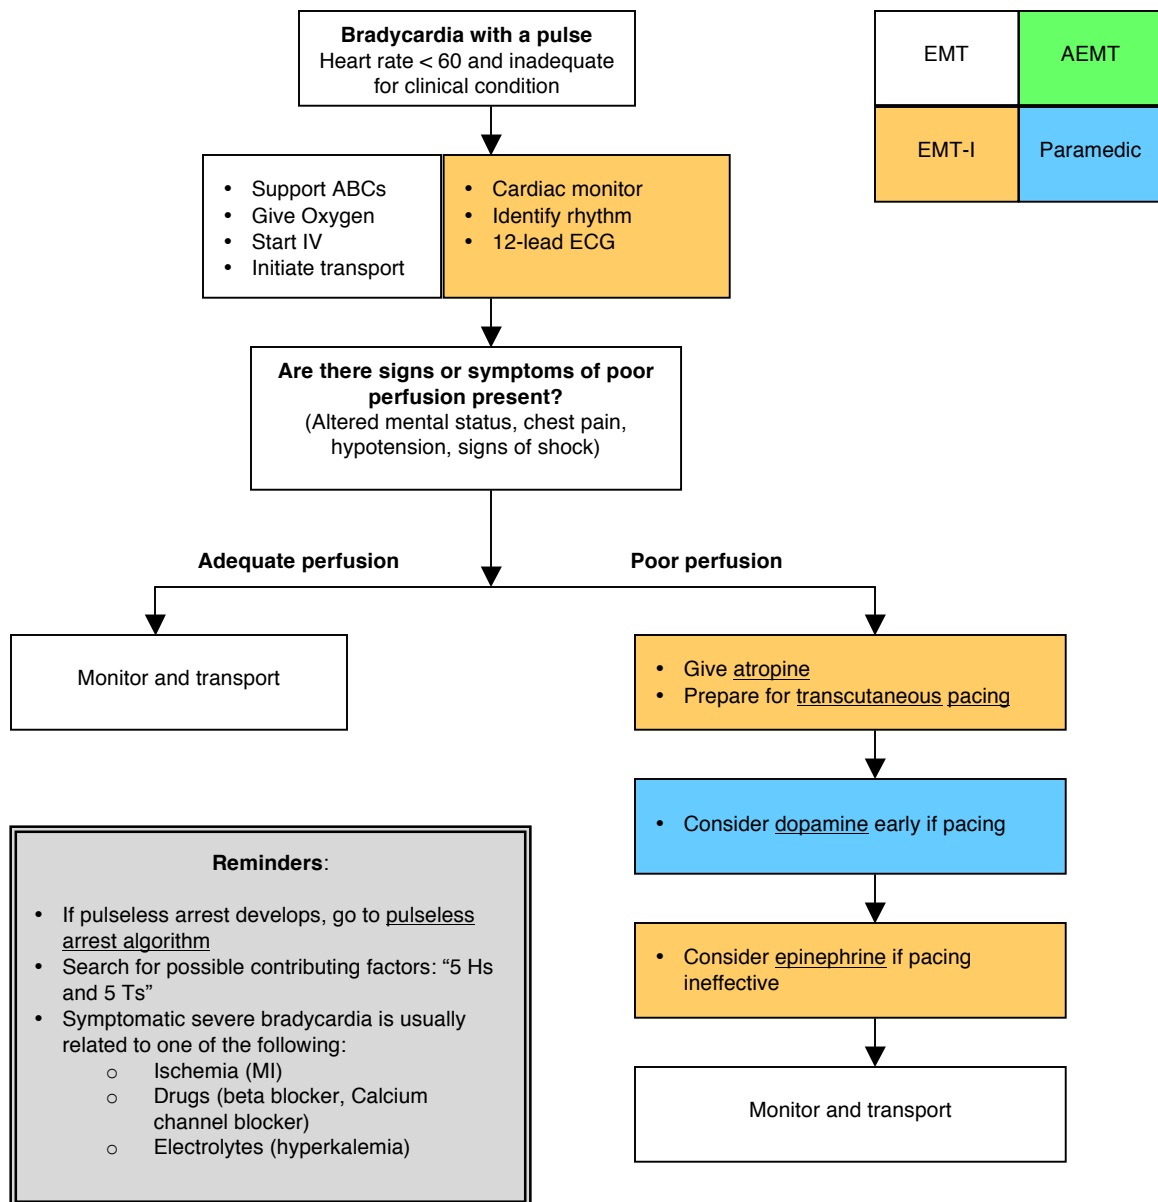 Bradycardia with a pulse
Heart rate < 60 and inadequate
for clinical condition
EMT
AEMT
EMT-I
Paramedic
• Support ABCs
• Give Oxygen
• Start IV
• Initiate transport
• Cardiac monitor
• Identify rhythm
• 12-lead ECG
Are there signs or symptoms of poor
perfusion present?
(Altered mental status, chest pain,
hypotension, signs of shock)
Adequate perfusion
Poor perfusion
Monitor and transport
• Give atropine
• Prepare for transcutaneous pacing
• Consider dopamine early if pacing
• Consider epinephrine if pacing
ineffective
Monitor and transport
Reminders:
• If pulseless arrest develops, go to pulseless
arrest algorithm
• Search for possible contributing factors: “5 Hs
and 5 Ts”
• Symptomatic severe bradycardia is usually
related to one of the following:
o Ischemia (MI)
o Drugs (beta blocker, Calcium
channel blocker)
o Electrolytes (hyperkalemia)